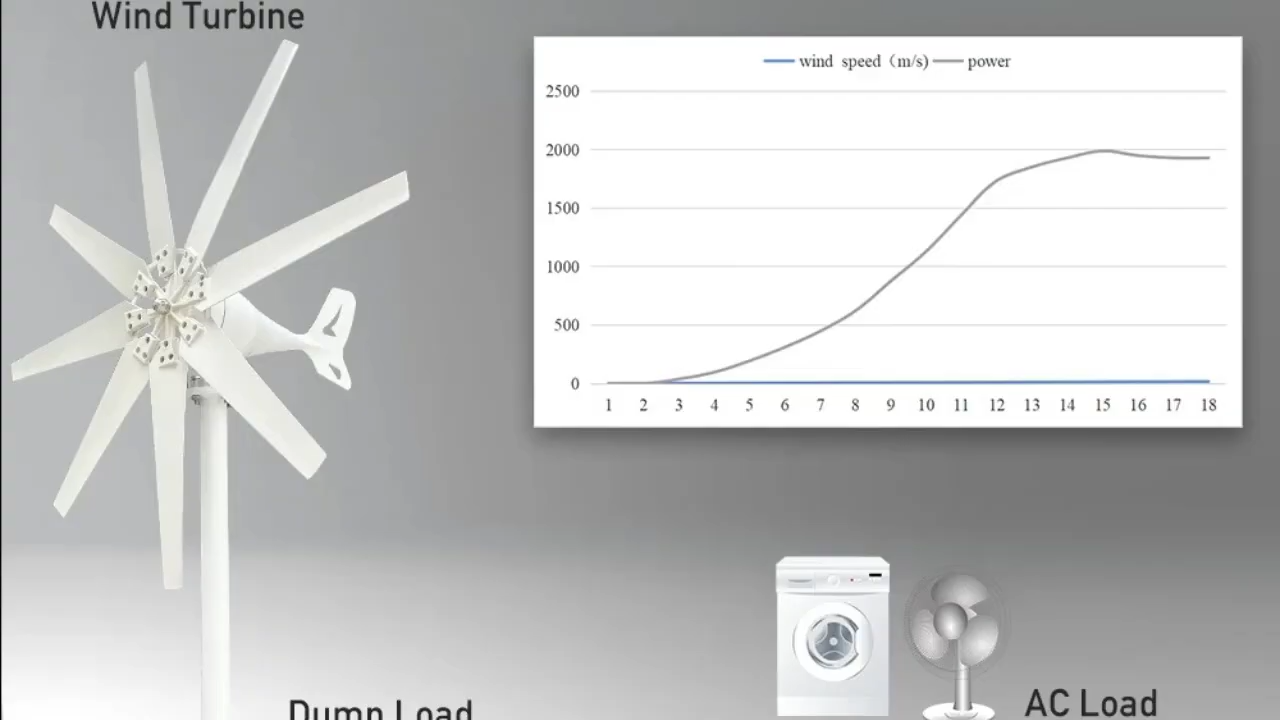 Wind Turbine
wind speed（m/s) power
2500
2000
1500
1000
500
0
1 2 3 4 5 6 7 8 9 10 11 12 13 14 15 16 17 18
Dump Load
AC Load